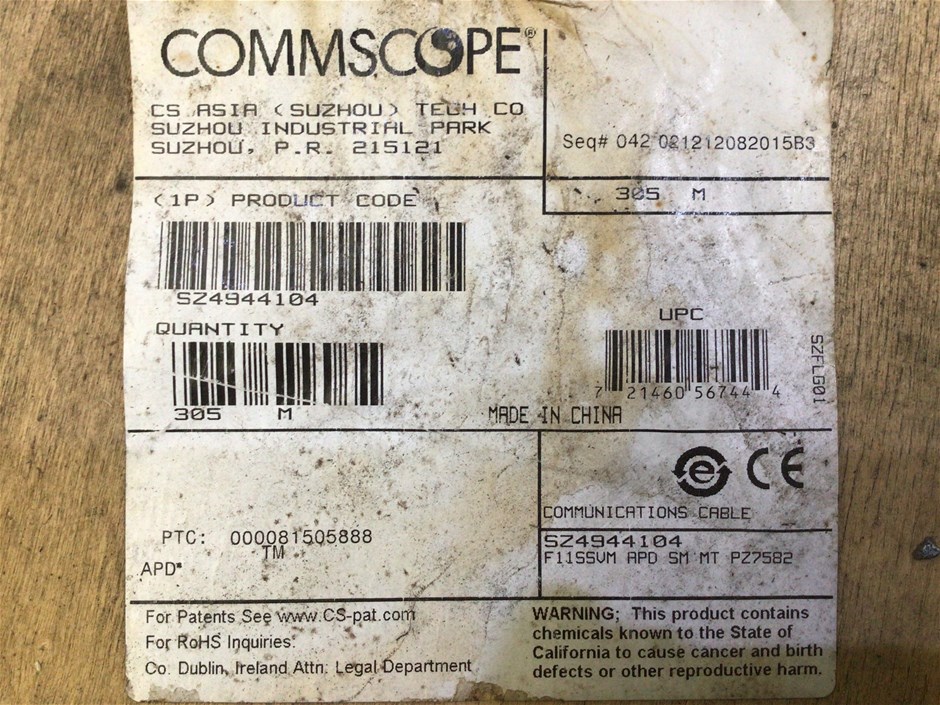 COMMSCOPE®
CS ASIA (SUZHOU) TECH CO
SUZHOU INDUSTRIAL PARK
SUZHOU, P.R. 215121
Seq# 042 021212082015B3
305 M
(1P) PRODUCT CODE
SZ4944104
QUANTITY
305 M
UPC
7 21460 56744 4
SZFLG01
MADE IN CHINA
e CE
COMMUNICATIONS CABLE
PTC: 000081505888
APD™
SZ4944104
F11SSVM APD SM MT PZ7582
For Patents See www.CS-pat.com
For RoHS Inquiries:
Co. Dublin, Ireland Attn: Legal Department
WARNING; This product contains
chemicals known to the State of
California to cause cancer and birth
defects or other reproductive harm.